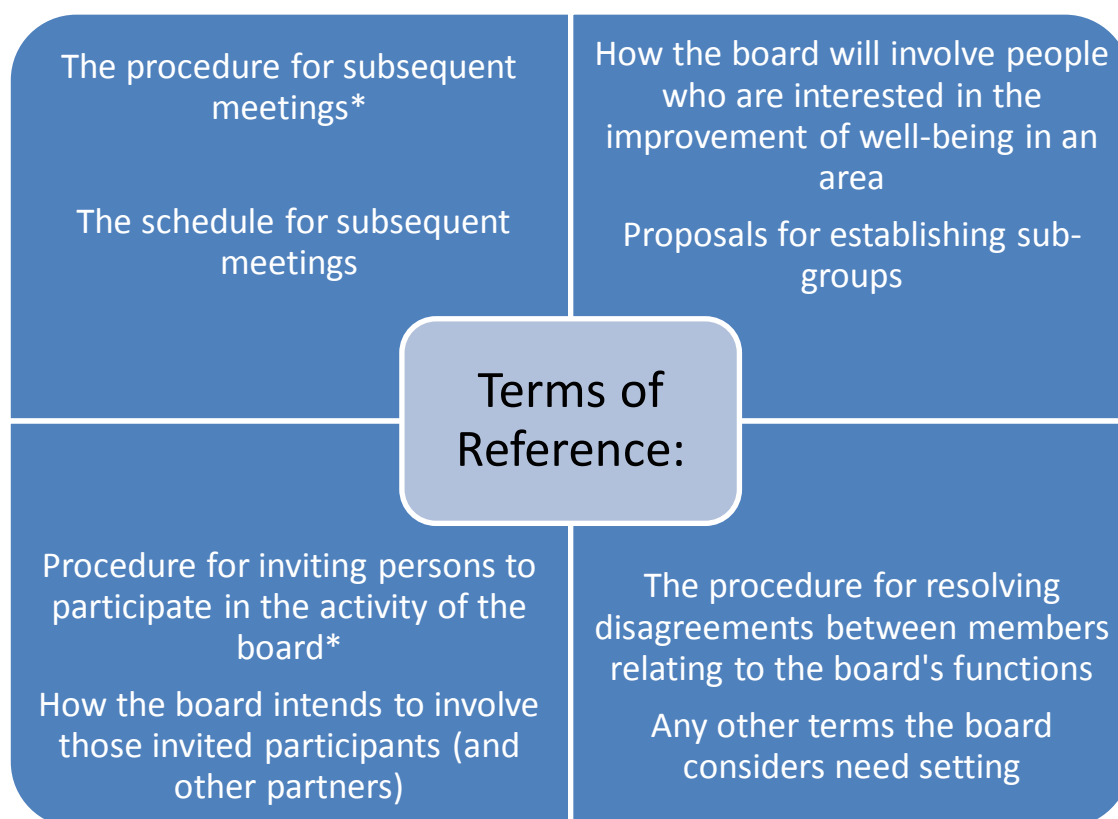 The procedure for subsequent
meetings*
The schedule for subsequent
meetings
How the board will involve people
who are interested in the
improvement of well-being in an
area
Proposals for establishing sub-
groups
Terms of
Reference:
Procedure for inviting persons to
participate in the activity of the
board*
How the board intends to involve
those invited participants (and
other partners)
The procedure for resolving
disagreements between members
relating to the board's functions
Any other terms the board
considers need setting